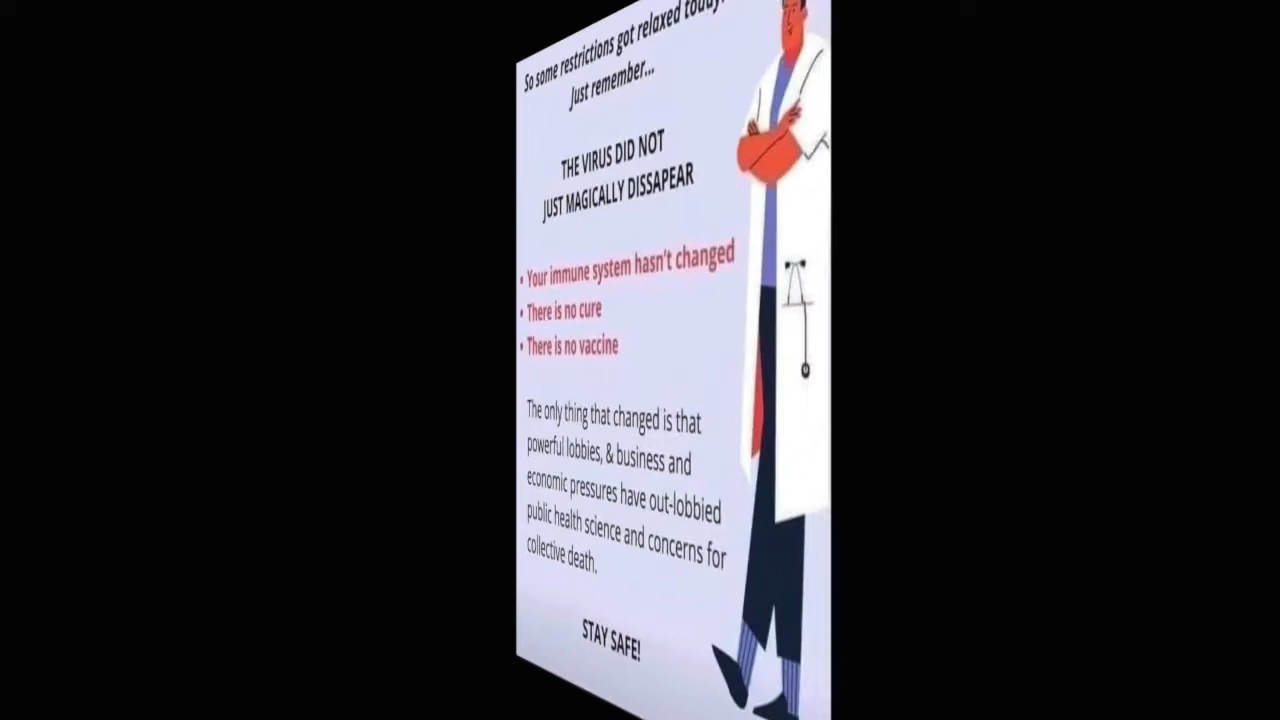 So some restrictions got relaxed today.
Just remember...
THE VIRUS DID NOT
JUST MAGICALLY DISSAPEAR
• Your immune system hasn't changed
• There is no cure
• There is no vaccine
The only thing that changed is that
powerful lobbies, & business and
economic pressures have out-lobbied
public health science and concerns for
collective death.
STAY SAFE!